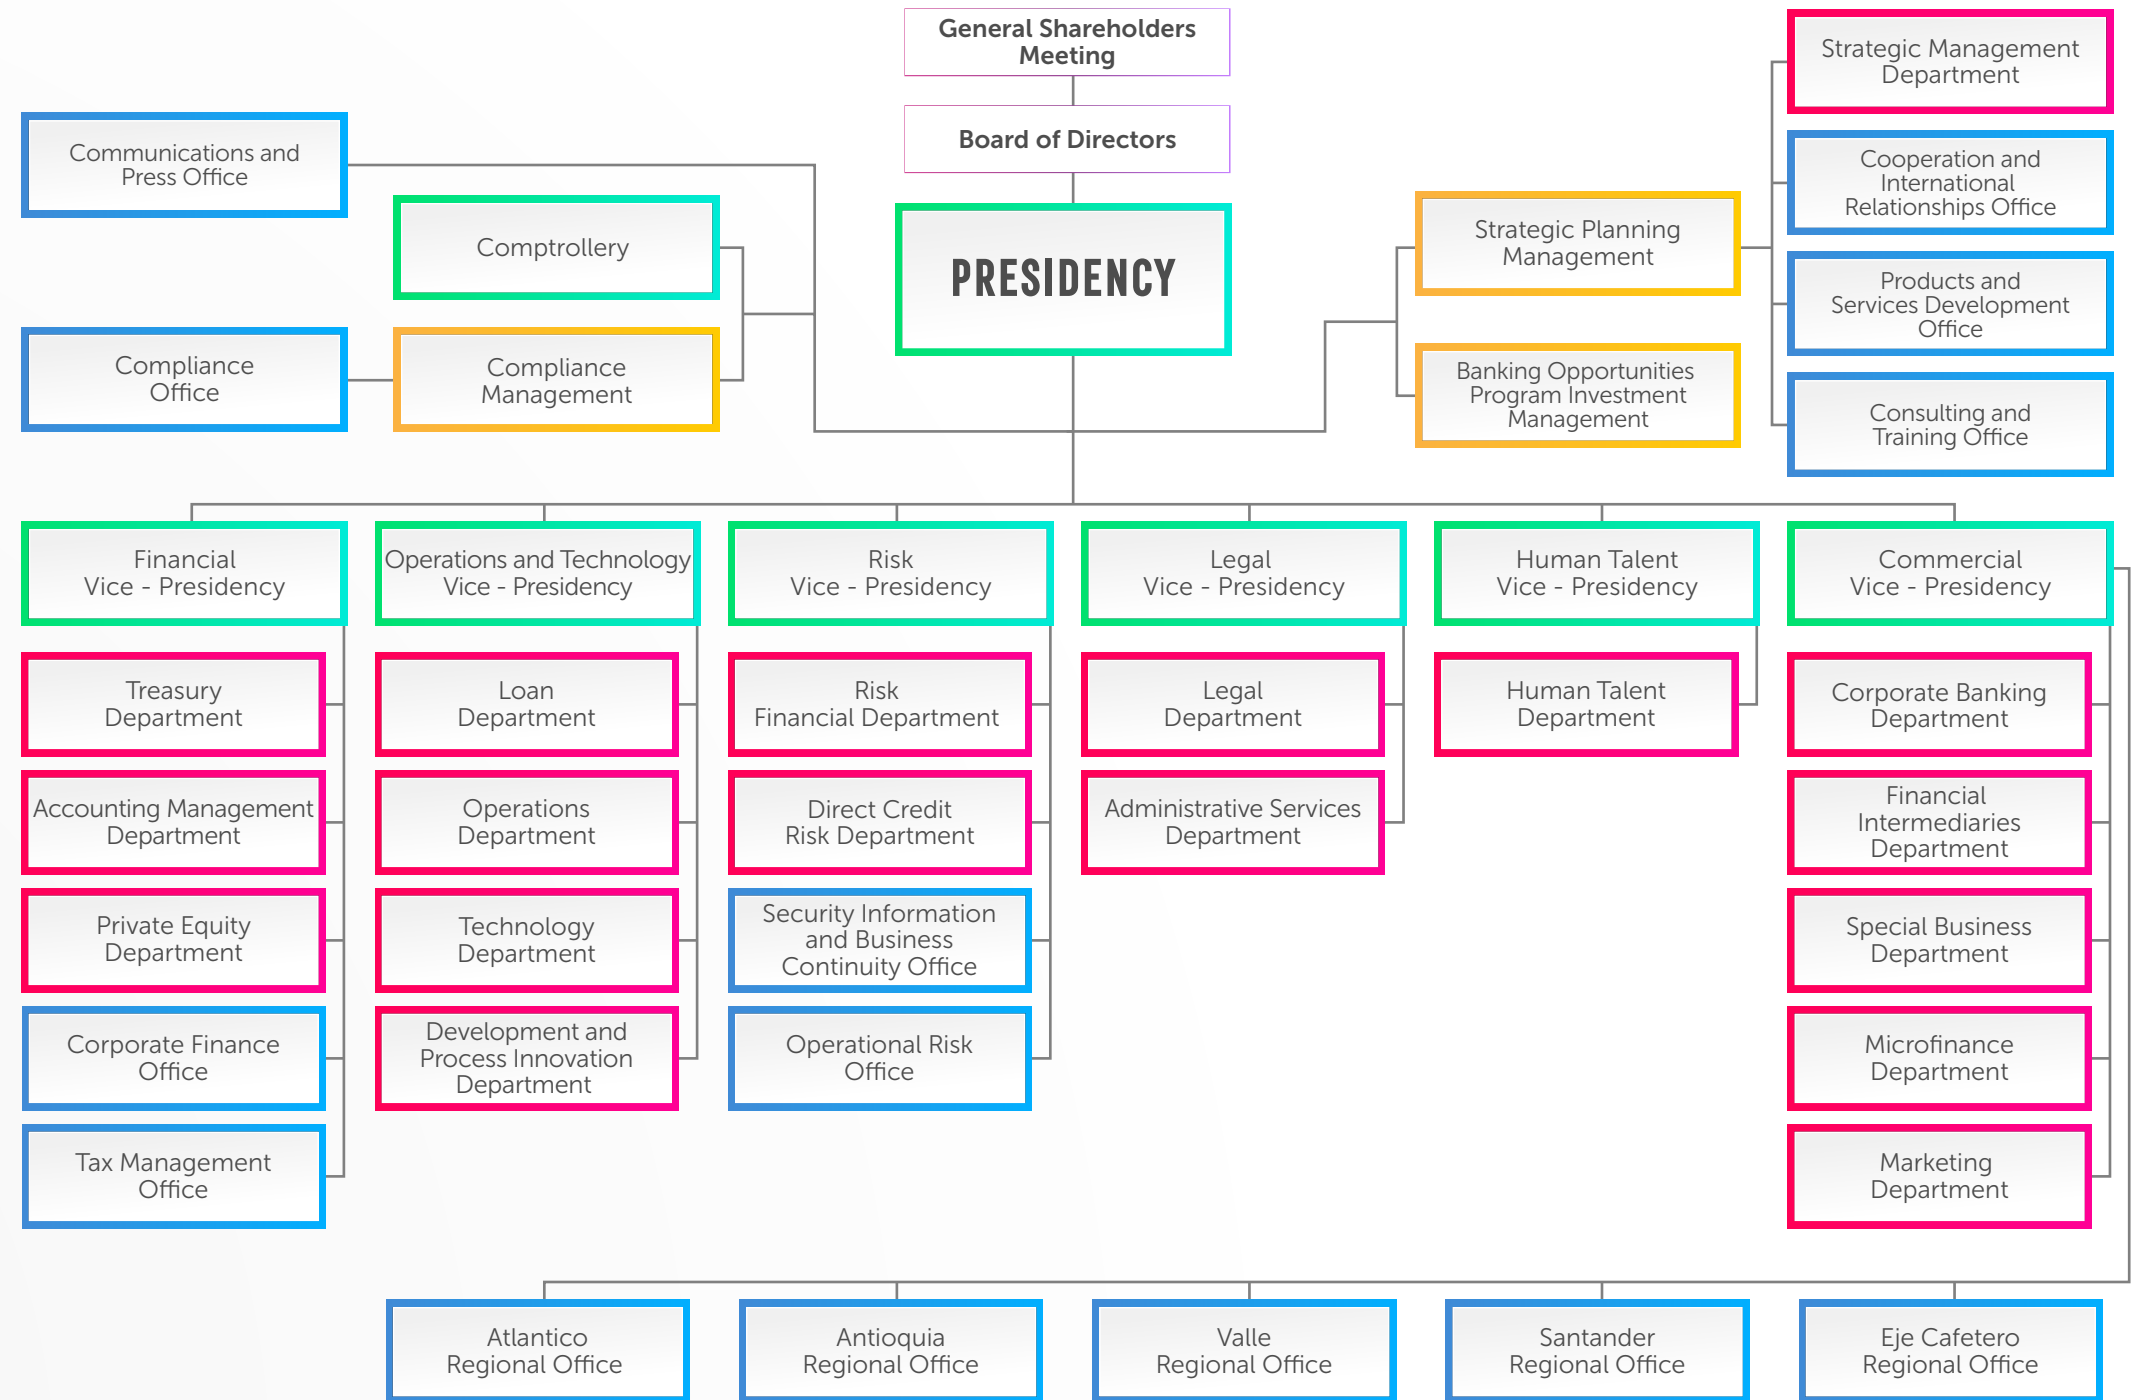 General Shareholders
Meeting
Board of Directors
PRESIDENCY
Communications and
Press Office
Comptrollery
Compliance
Office
Compliance
Management
Strategic Planning
Management
Banking Opportunities
Program Investment
Management
Strategic Management
Department
Cooperation and
International
Relationships Office
Products and
Services Development
Office
Consulting and
Training Office
Financial
Vice - Presidency
Treasury
Department
Accounting Management
Department
Private Equity
Department
Corporate Finance
Office
Tax Management
Office
Operations and Technology
Vice - Presidency
Loan
Department
Operations
Department
Technology
Department
Development and
Process Innovation
Department
Risk
Vice - Presidency
Risk
Financial Department
Direct Credit
Risk Department
Security Information
and Business
Continuity Office
Operational Risk
Office
Legal
Vice - Presidency
Legal
Department
Administrative Services
Department
Human Talent
Vice - Presidency
Human Talent
Department
Commercial
Vice - Presidency
Corporate Banking
Department
Financial
Intermediaries
Department
Special Business
Department
Microfinance
Department
Marketing
Department
Atlantico
Regional Office
Antioquia
Regional Office
Valle
Regional Office
Santander
Regional Office
Eje Cafetero
Regional Office